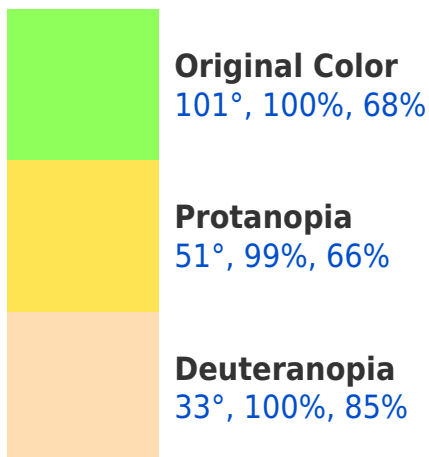 Original Color
101°, 100%, 68%
Protanopia
51°, 99%, 66%
Deuteranopia
33°, 100%, 85%